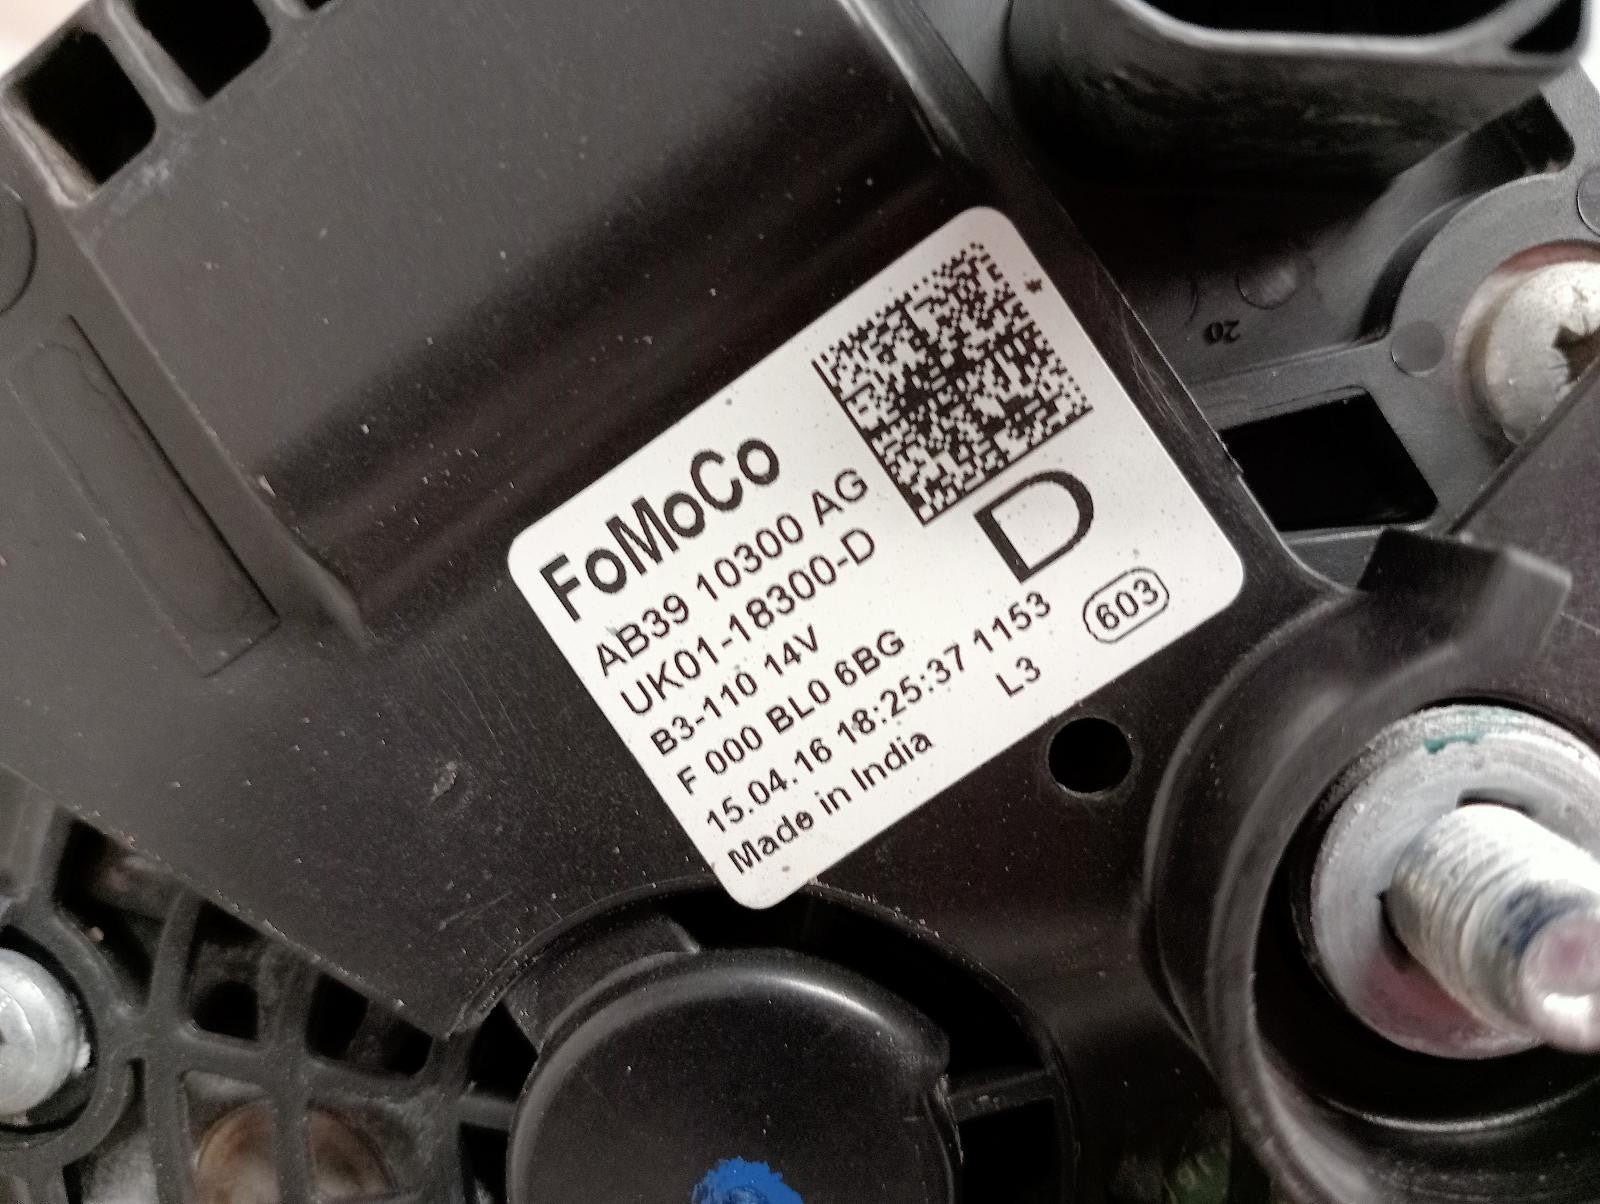 FoMoCo
AB39 10300 AG
UK01-18300-D
B3-110 14V
F 000 BL0 6BG
15.04.16 18:25:37 1153
Made in India
L3
D
603
20